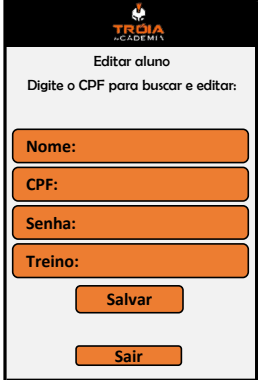 TRÓIA
ACADEMIA
Editar aluno
Digite o CPF para buscar e editar:
Nome:
CPF:
Senha:
Treino:
Salvar
Sair